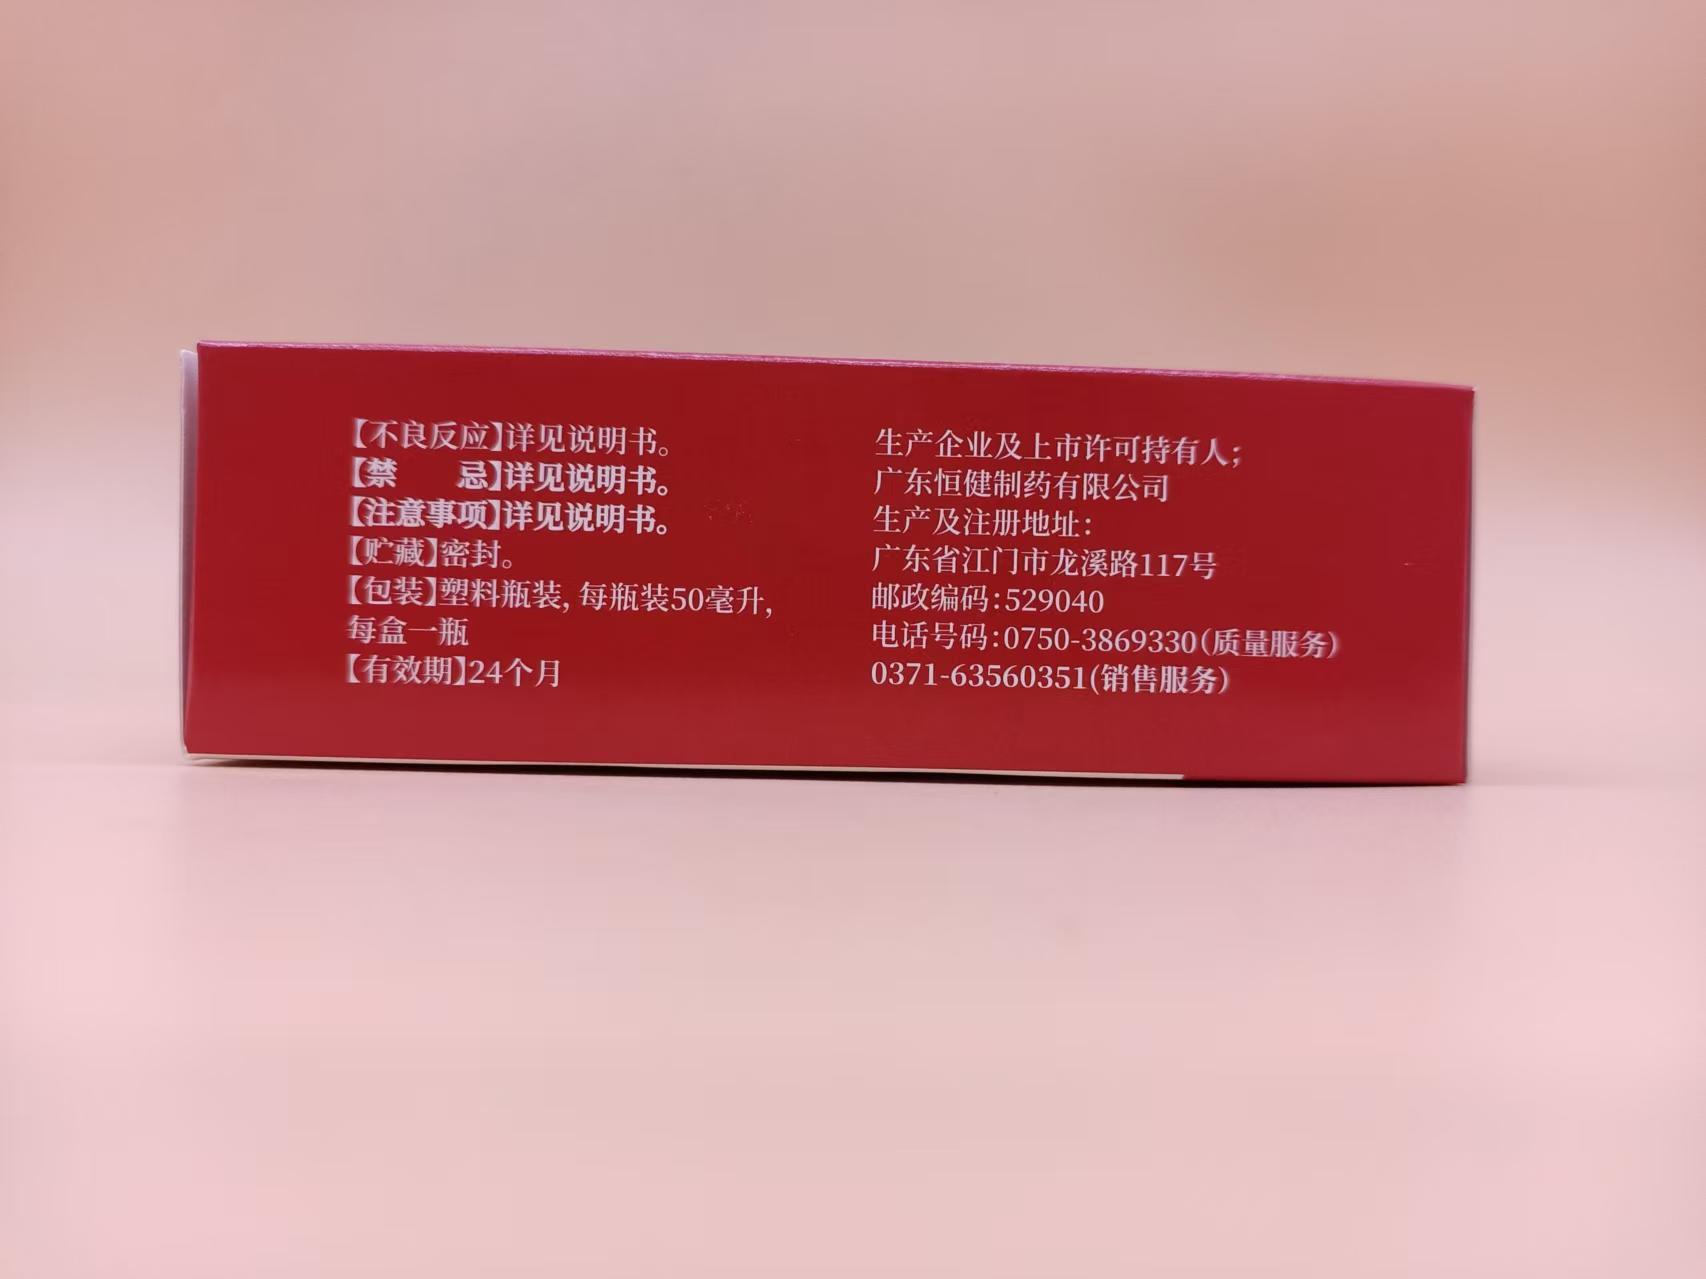 【不良反应】详见说明书。
【禁　　忌】详见说明书。
【注意事项】详见说明书。
【贮藏】密封。
【包装】塑料瓶装, 每瓶装50毫升,
每盒一瓶
【有效期】24个月
生产企业及上市许可持有人;
广东恒健制药有限公司
生产及注册地址:
广东省江门市龙溪路117号
邮政编码:529040
电话号码:0750-3869330(质量服务)
0371-63560351(销售服务)